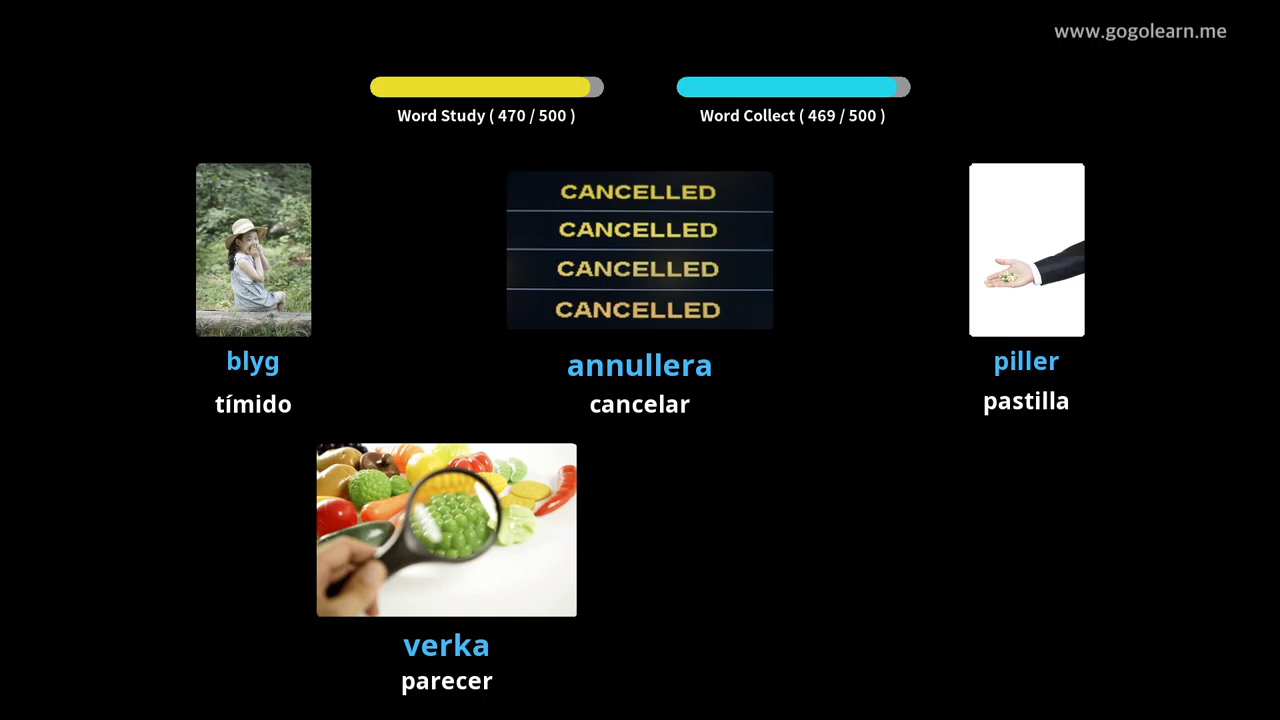 www.gogolearn.me
Word Study ( 470 / 500 )
Word Collect ( 469 / 500 )
CANCELLED
CANCELLED
CANCELLED
CANCELLED
blyg
tímido
annullera
cancelar
piller
pastilla
verka
parecer